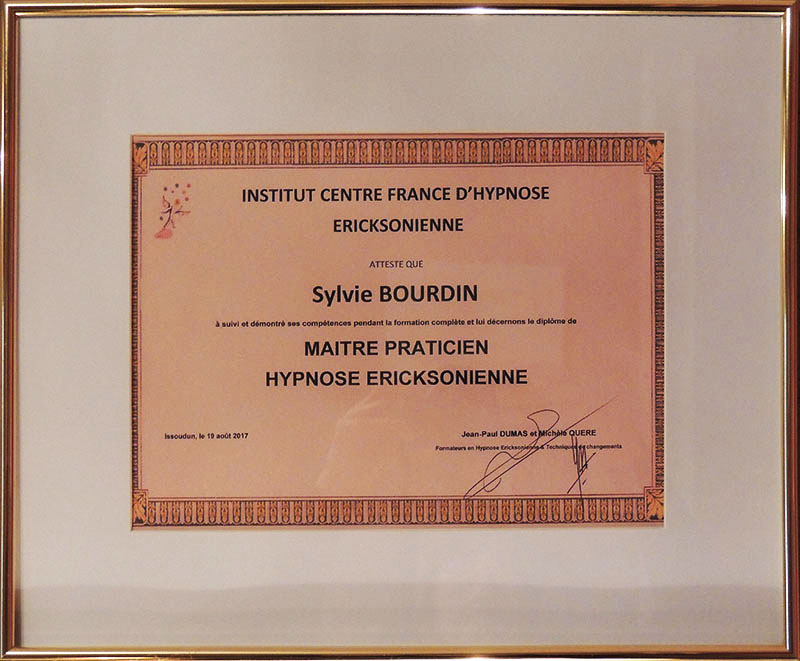 INSTITUT CENTRE FRANCE D'HYPNOSE
ERICKSONIENNE
ATTESTE QUE
Sylvie BOURDIN
à suivi et démontré ses compétences pendant la formation complète et lui décernons le diplôme de
MAITRE PRATICIEN
HYPNOSE ERICKSONIENNE
Issoudun, le 19 août 2017
Jean-Paul DUMAS et Michèle QUERE
Formateurs en Hypnose Ericksonienne & Techniques de changements